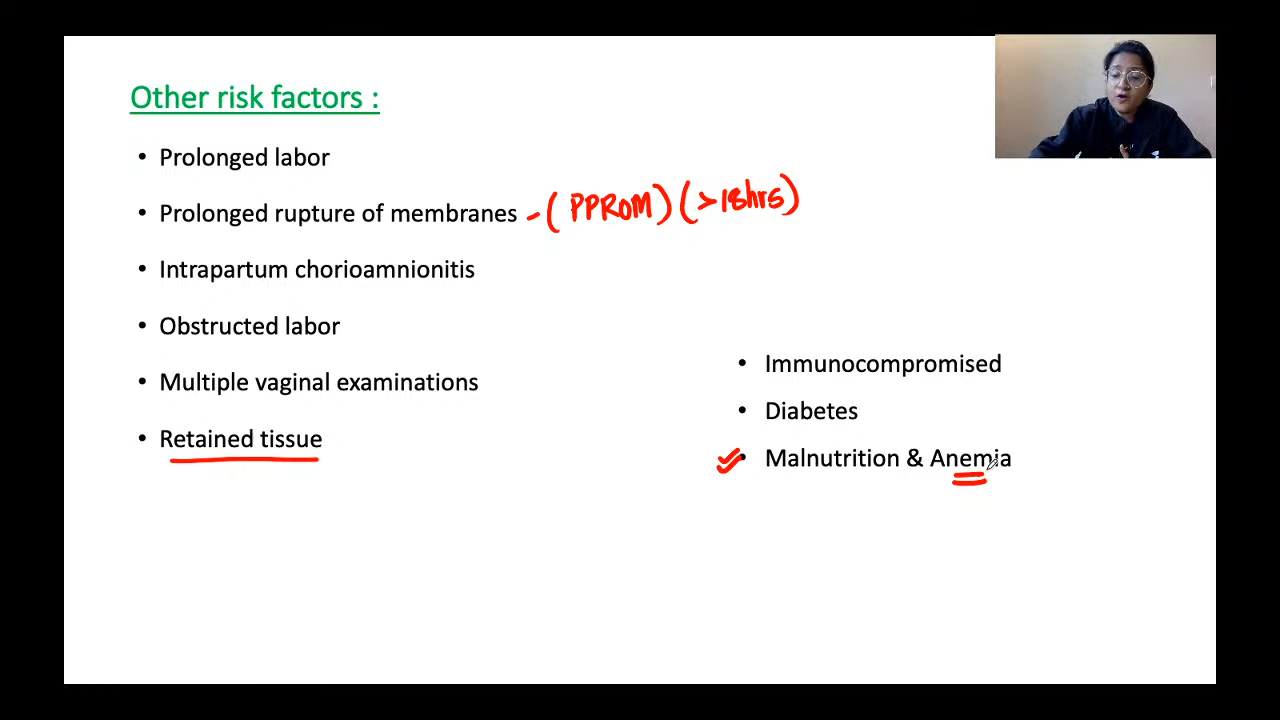 Other risk factors :
• Prolonged labor
• Prolonged rupture of membranes - (PPROM) (>18hrs)
• Intrapartum chorioamnionitis
• Obstructed labor
• Multiple vaginal examinations
• Retained tissue
• Immunocompromised
• Diabetes
• Malnutrition & Anemia